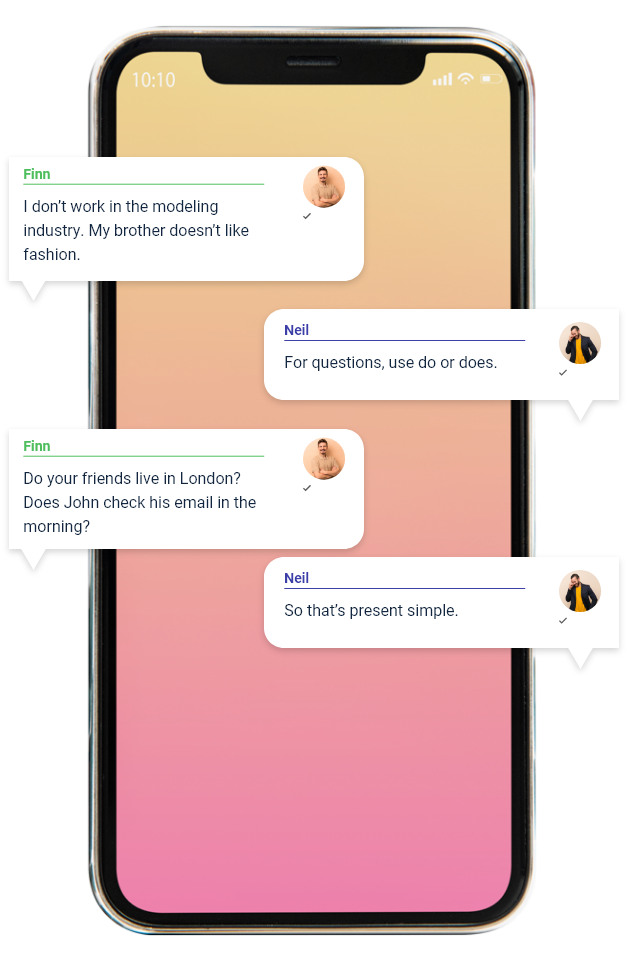 10:10
Finn
I don’t work in the modeling
industry. My brother doesn’t like
fashion.
Neil
For questions, use do or does.
Finn
Do your friends live in London?
Does John check his email in the
morning?
Neil
So that’s present simple.